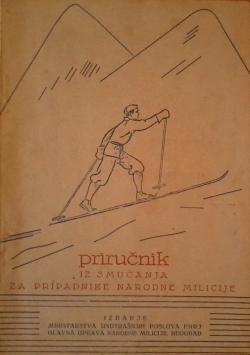 priručnik
IZ SMUČANJA
ZA PRIPADNIKE NARODNE MILICIJE
IZDANJE
MINISTARSTVA UNUTRAŠNJIH POSLOVA FNRJ
GLAVNA UPRAVA NARODNE MILICIJE, BEOGRAD